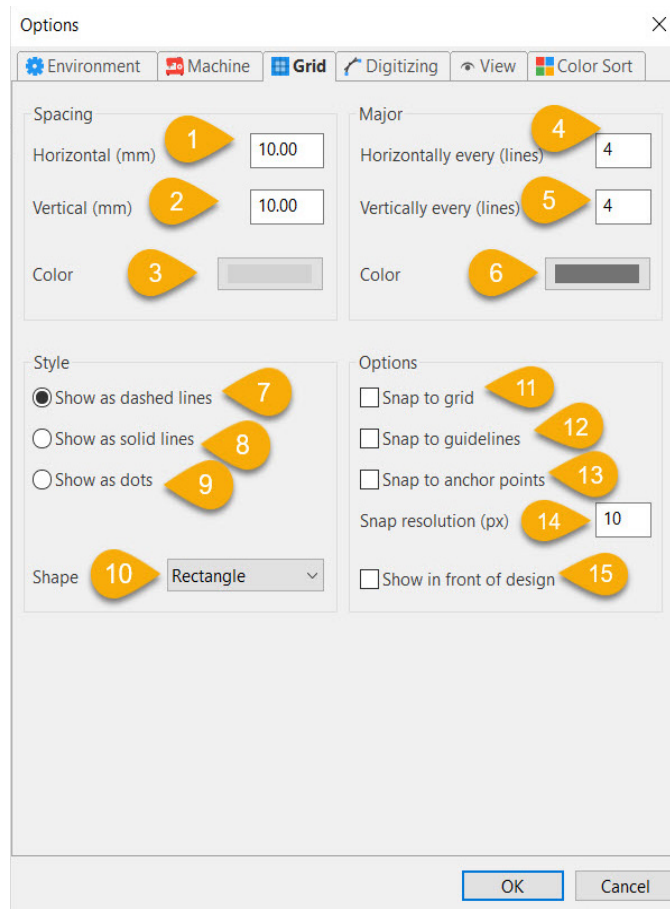 Options
Environment Machine Grid Digitizing View Color Sort
Spacing
Horizontal (mm) 1 10.00
Vertical (mm) 2 10.00
Color 3
Major
Horizontally every (lines) 4 4
Vertically every (lines) 5 4
Color 6
Style
Show as dashed lines 7
Show as solid lines 8
Show as dots 9
Shape 10 Rectangle
Options
Snap to grid 11
Snap to guidelines 12
Snap to anchor points 13
Snap resolution (px) 14 10
Show in front of design 15
OK Cancel